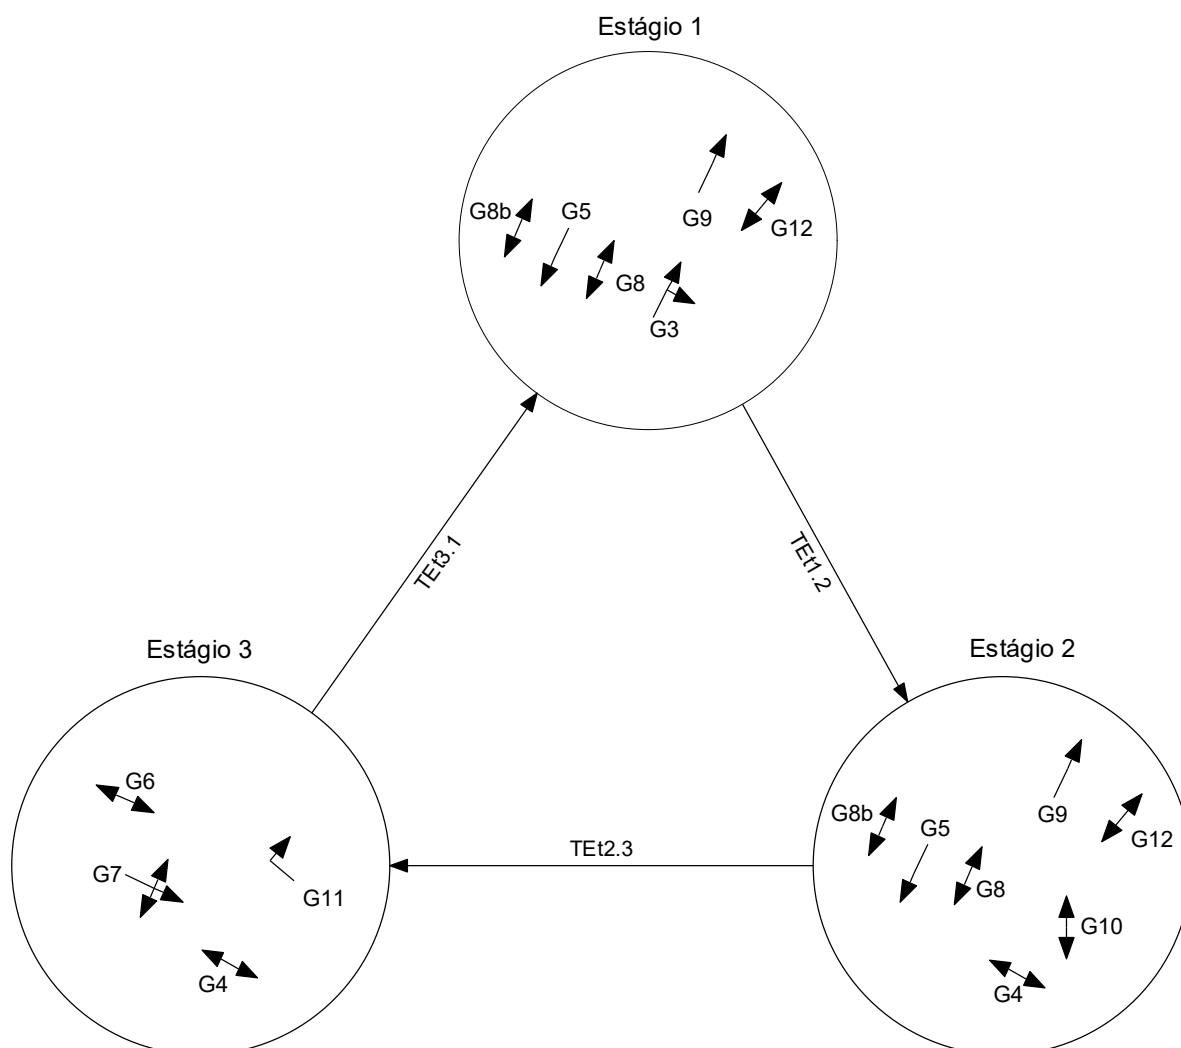 Estágio 1
G8b
G5
G9
G12
G8
G3
TEt3.1
TEt1.2
Estágio 3
G6
G7
G11
G4
TEt2.3
Estágio 2
G9
G8b
G5
G12
G8
G10
G4